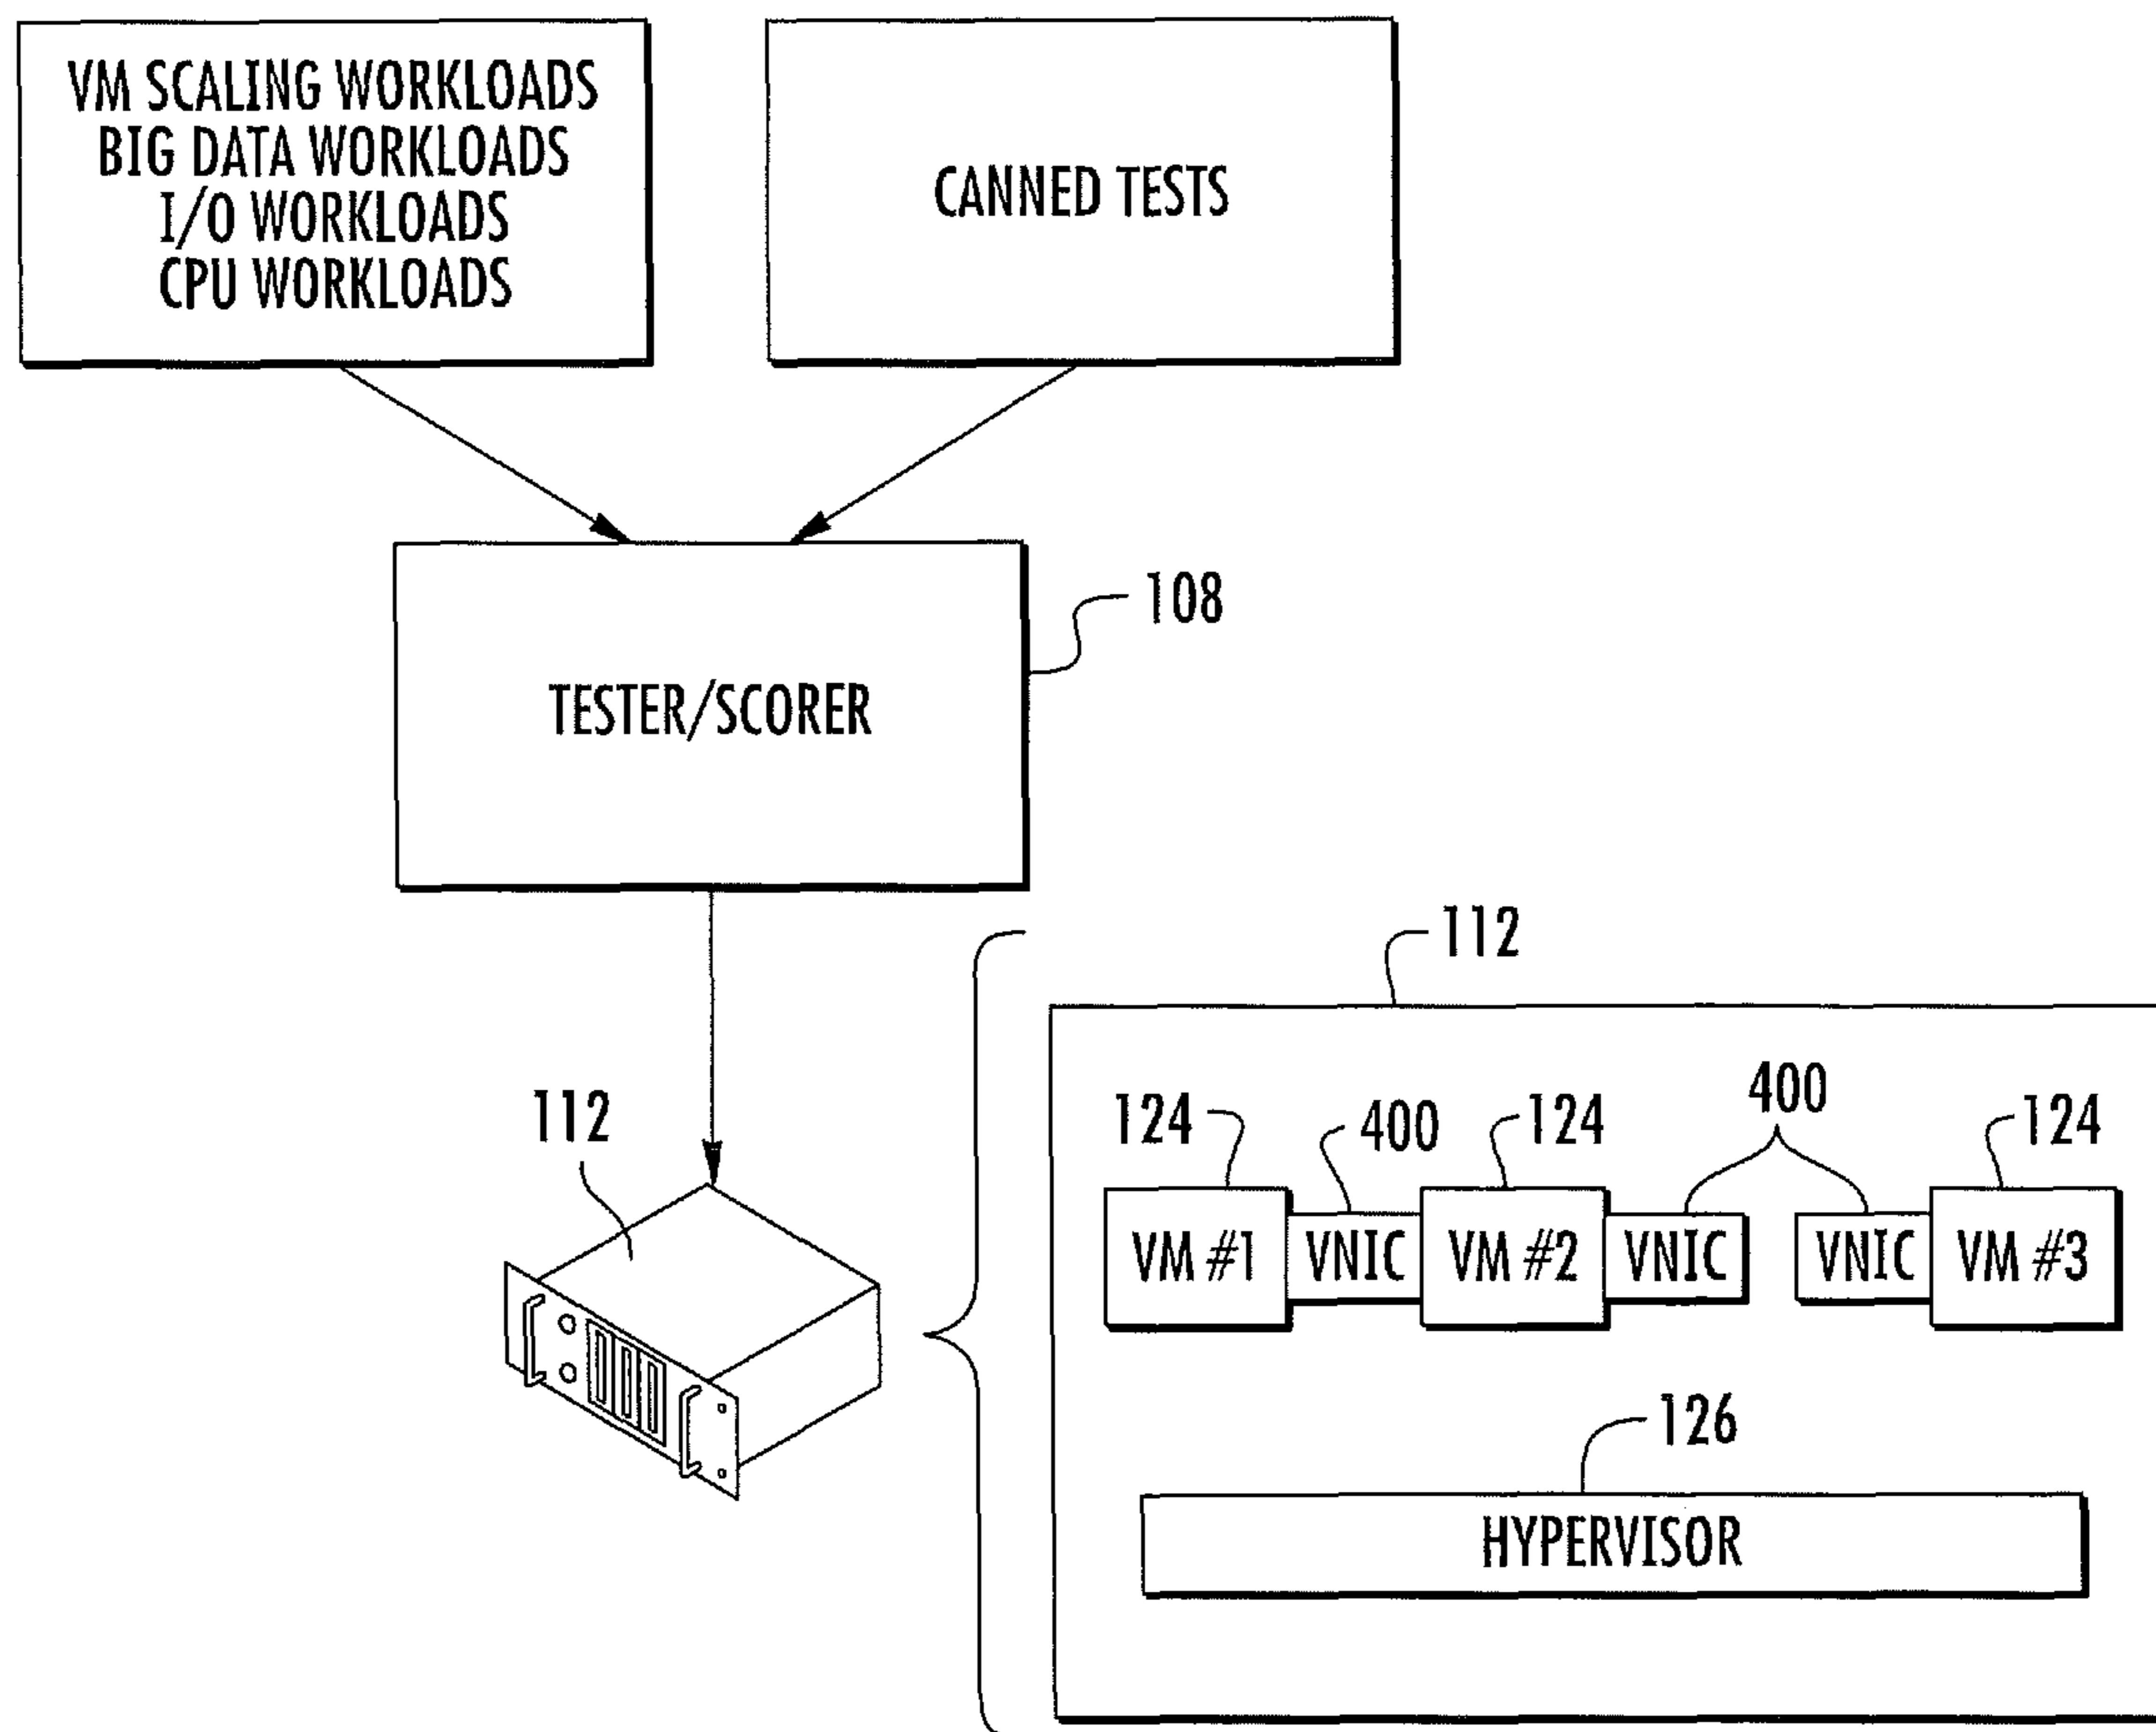 VM SCALING WORKLOADS
BIG DATA WORKLOADS
I/O WORKLOADS
CPU WORKLOADS
CANNED TESTS
TESTER/SCORER
108
112
112
124
400
124
400
124
VM #1
VNIC
VM #2
VNIC
VNIC
VM #3
126
HYPERVISOR